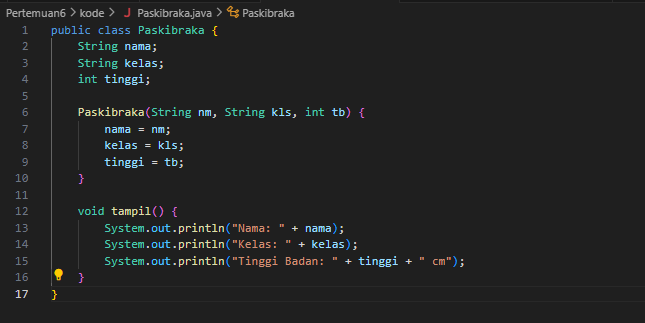 Pertemuan6 > kode > J Paskibraka.java > Paskibraka
1 public class Paskibraka {
2     String nama;
3     String kelas;
4     int tinggi;
5
6     Paskibraka(String nm, String kls, int tb) {
7         nama = nm;
8         kelas = kls;
9         tinggi = tb;
10     }
11
12     void tampil() {
13         System.out.println("Nama: " + nama);
14         System.out.println("Kelas: " + kelas);
15         System.out.println("Tinggi Badan: " + tinggi + " cm");
16     }
17 }